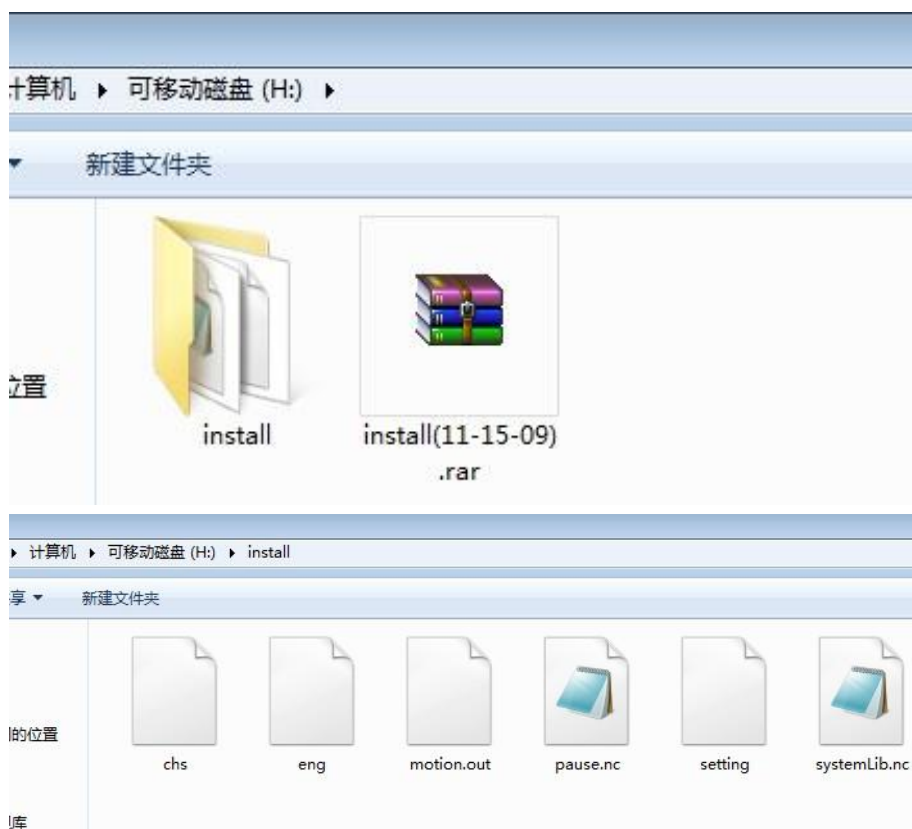 计算机 ▸ 可移动磁盘 (H:) ▸
新建文件夹
位置
install
install(11-15-09)
.rar
计算机 ▸ 可移动磁盘 (H:) ▸ install
享 新建文件夹
的位置
chs eng motion.out pause.nc setting systemLib.nc
库